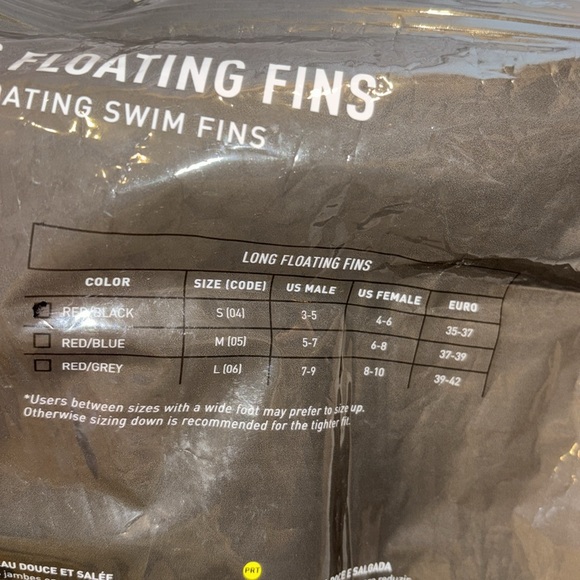 FLOATING FINS
OATING SWIM FINS
LONG FLOATING FINS
COLOR SIZE (CODE) US MALE US FEMALE EURO
RED/BLACK S (04) 3-5 4-6 35-37
RED/BLUE M (05) 5-7 6-8 37-39
RED/GREY L (06) 7-9 8-10 39-42
*Users between sizes with a wide foot may prefer to size up.
Otherwise sizing down is recommended for the tighter fit.
EAU DOUCE ET SALÉE
jambes
PRT
DOCE E SALGADA